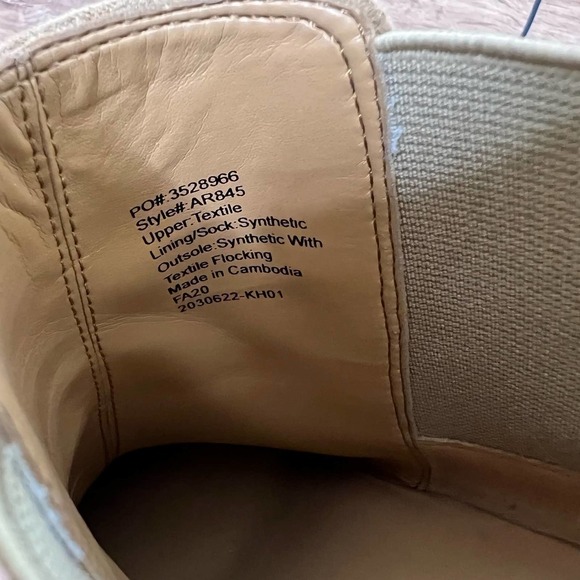 PO#:3528966
Style#:AR845
Upper:Textile
Lining/Sock:Synthetic
Outsole:Synthetic With
Textile Flocking
Made in Cambodia
FA20
2030622-KH01